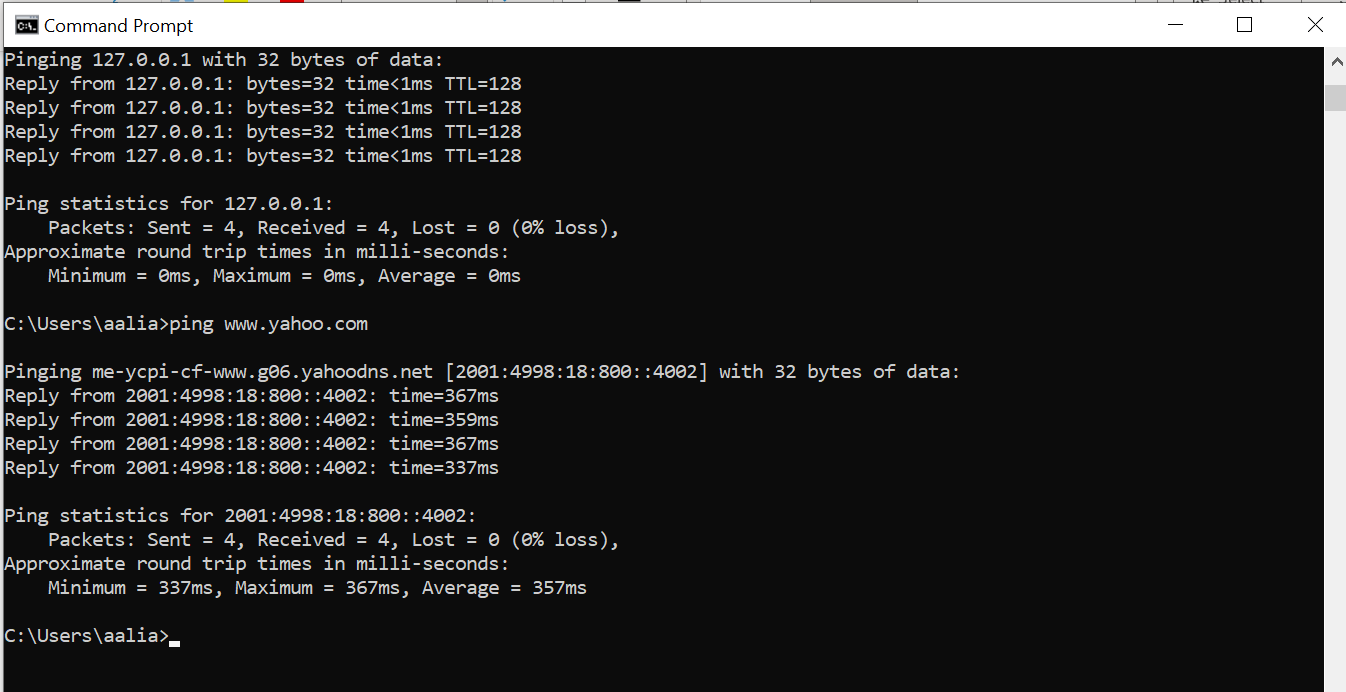 Command Prompt
Pinging 127.0.0.1 with 32 bytes of data:
Reply from 127.0.0.1: bytes=32 time<1ms TTL=128
Reply from 127.0.0.1: bytes=32 time<1ms TTL=128
Reply from 127.0.0.1: bytes=32 time<1ms TTL=128
Reply from 127.0.0.1: bytes=32 time<1ms TTL=128

Ping statistics for 127.0.0.1:
    Packets: Sent = 4, Received = 4, Lost = 0 (0% loss),
Approximate round trip times in milli-seconds:
    Minimum = 0ms, Maximum = 0ms, Average = 0ms

C:\Users\aalia>ping www.yahoo.com

Pinging me-ycpi-cf-www.g06.yahoodns.net [2001:4998:18:800::4002] with 32 bytes of data:
Reply from 2001:4998:18:800::4002: time=367ms
Reply from 2001:4998:18:800::4002: time=359ms
Reply from 2001:4998:18:800::4002: time=367ms
Reply from 2001:4998:18:800::4002: time=337ms

Ping statistics for 2001:4998:18:800::4002:
    Packets: Sent = 4, Received = 4, Lost = 0 (0% loss),
Approximate round trip times in milli-seconds:
    Minimum = 337ms, Maximum = 367ms, Average = 357ms

C:\Users\aalia>